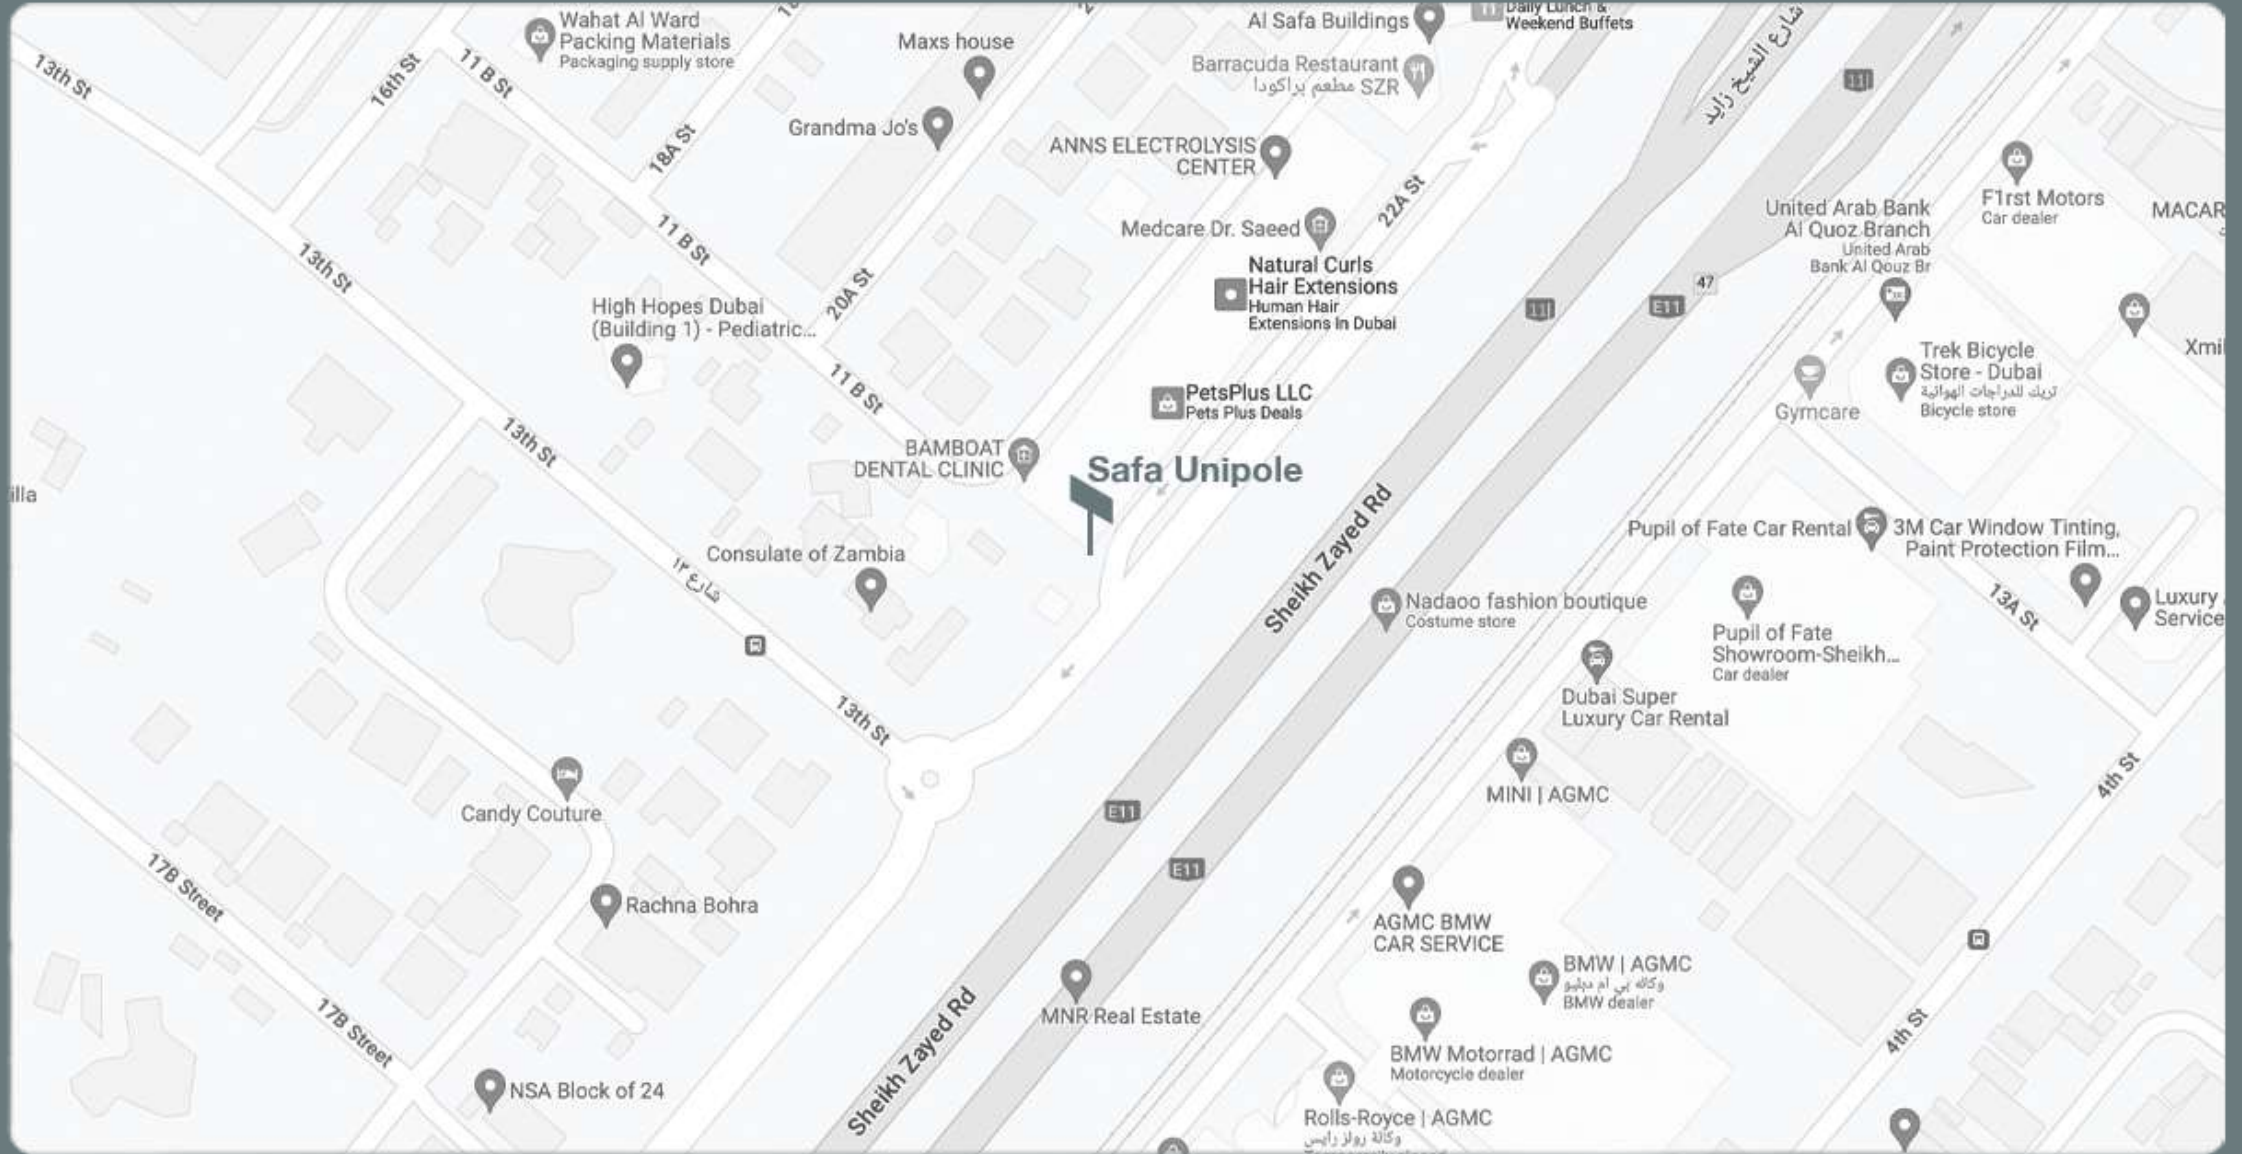 Wahat Al Ward
Packing Materials
Packaging supply store
Maxs house
Al Safa Buildings
Daily Lunch &
Weekend Buffets
شارع الشيخ زايد
13th St
16th St
11 B St
Barracuda Restaurant
مطعم براكودا SZR
18A St
Grandma Jo's
ANNS ELECTROLYSIS
CENTER
11
F1rst Motors
Car dealer
MACAR
22A St
United Arab Bank
Al Quoz Branch
United Arab
Bank Al Qouz Br
Medcare Dr. Saeed
11 B St
13th St
Natural Curls
Hair Extensions
Human Hair
Extensions In Dubai
20A St
11
E11
47
High Hopes Dubai
(Building 1) - Pediatric...
Xmil
Trek Bicycle
Store - Dubai
تريك للدراجات الهوائية
Bicycle store
Gymcare
11 B St
PetsPlus LLC
Pets Plus Deals
13th St
BAMBOAT
DENTAL CLINIC
Safa Unipole
illa
Sheikh Zayed Rd
Pupil of Fate Car Rental
3M Car Window Tinting,
Paint Protection Film...
Consulate of Zambia
شارع ١٣
Nadaoo fashion boutique
Costume store
13A St
Luxury
Service
Pupil of Fate
Showroom-Sheikh...
Car dealer
Dubai Super
Luxury Car Rental
13th St
MINI | AGMC
4th St
Candy Couture
E11
E11
17B Street
Rachna Bohra
AGMC BMW
CAR SERVICE
BMW | AGMC
وكالة بي ام دبليو
BMW dealer
MNR Real Estate
Sheikh Zayed Rd
17B Street
4th St
BMW Motorrad | AGMC
Motorcycle dealer
NSA Block of 24
Rolls-Royce | AGMC
وكالة رولز رايس